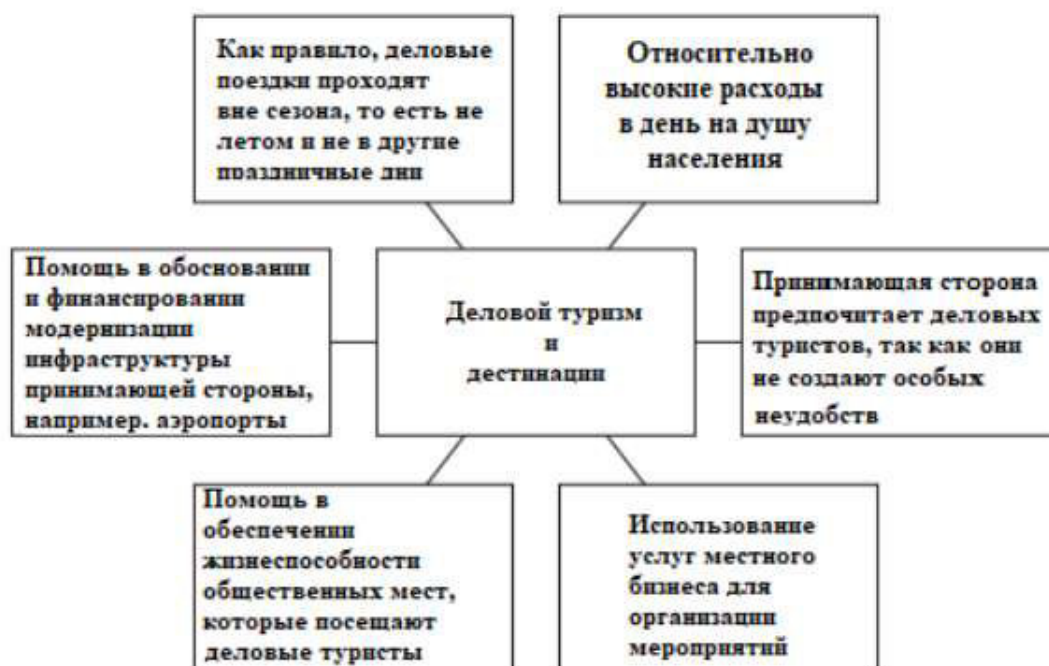 Как правило, деловые
поездки проходят
вне сезона, то есть не
летом и не в другие
праздничные дни
Относительно
высокие расходы
в день на душу
населения
Помощь в обосновании
и финансировании
модернизации
инфраструктуры
принимающей стороны,
например. аэропорты
Деловой туризм
и
дестинации
Принимающая сторона
предпочитает деловых
туристов, так как они
не создают особых
неудобств
Помощь в
обеспечении
жизнеспособности
общественных мест,
которые посещают
деловые туристы
Использование
услуг местного
бизнеса для
организации
мероприятий